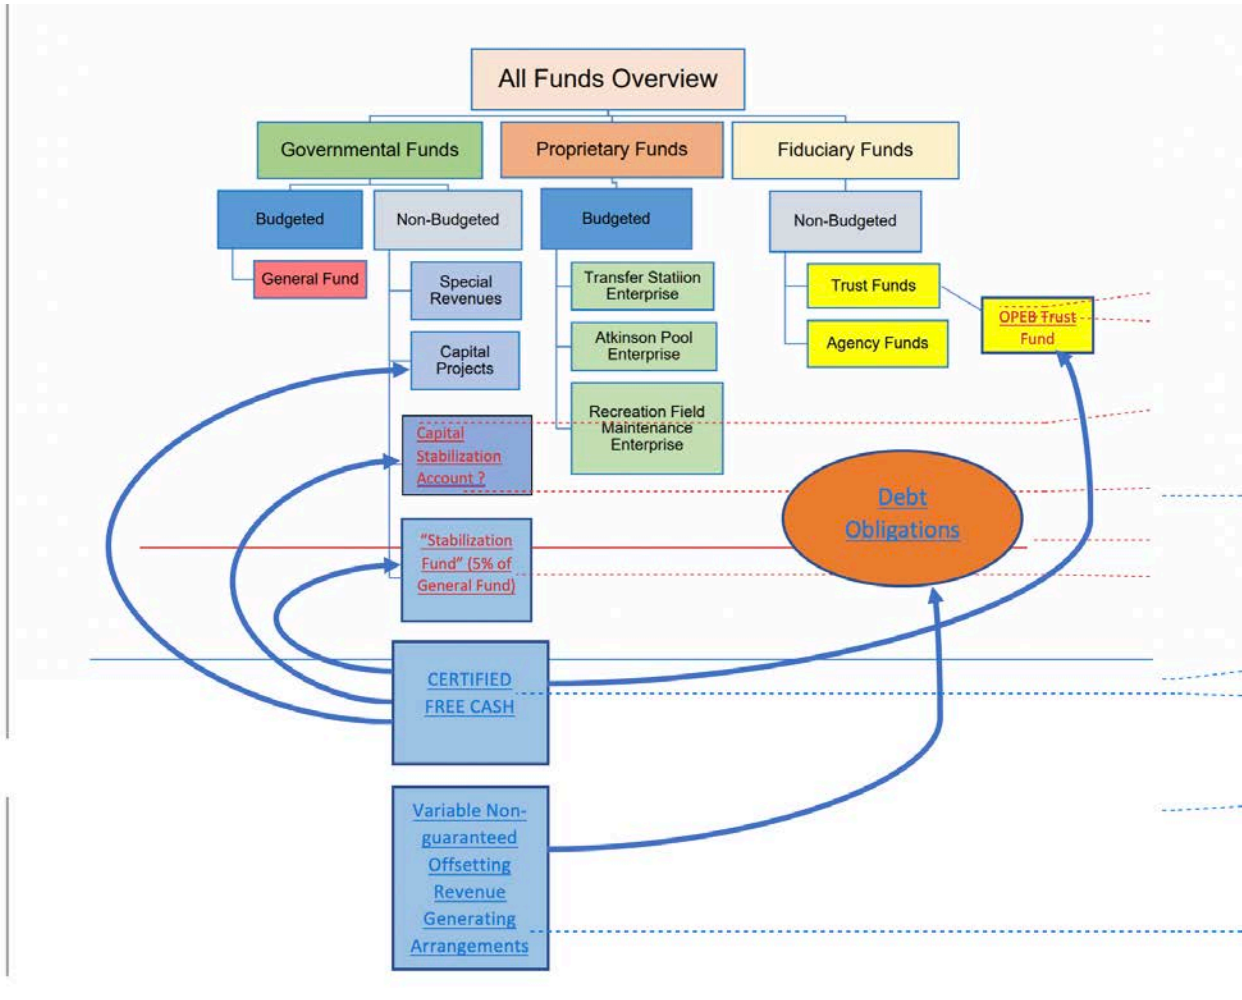 All Funds Overview
Governmental Funds
Proprietary Funds
Fiduciary Funds
Budgeted
Non-Budgeted
Budgeted
Non-Budgeted
General Fund
Special
Revenues
Capital
Projects
Capital
Stabilization
Account ?
"Stabilization
Fund" (5% of
General Fund)
Transfer Statiion
Enterprise
Atkinson Pool
Enterprise
Recreation Field
Maintenance
Enterprise
Trust Funds
Agency Funds
OPEB Trust
Fund
Debt
Obligations
CERTIFIED
FREE CASH
Variable Non-
guaranteed
Offsetting
Revenue
Generating
Arrangements